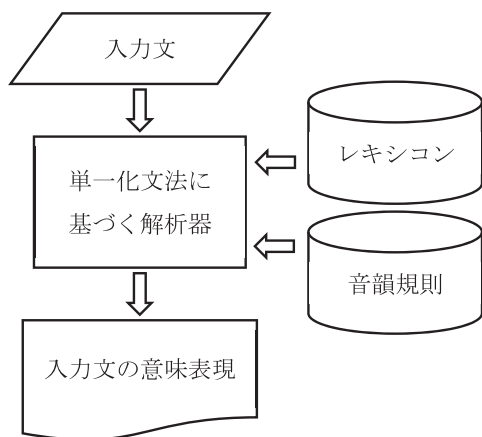 入力文
単一化文法に
基づく解析器
レキシコン
音韻規則
入力文の意味表現